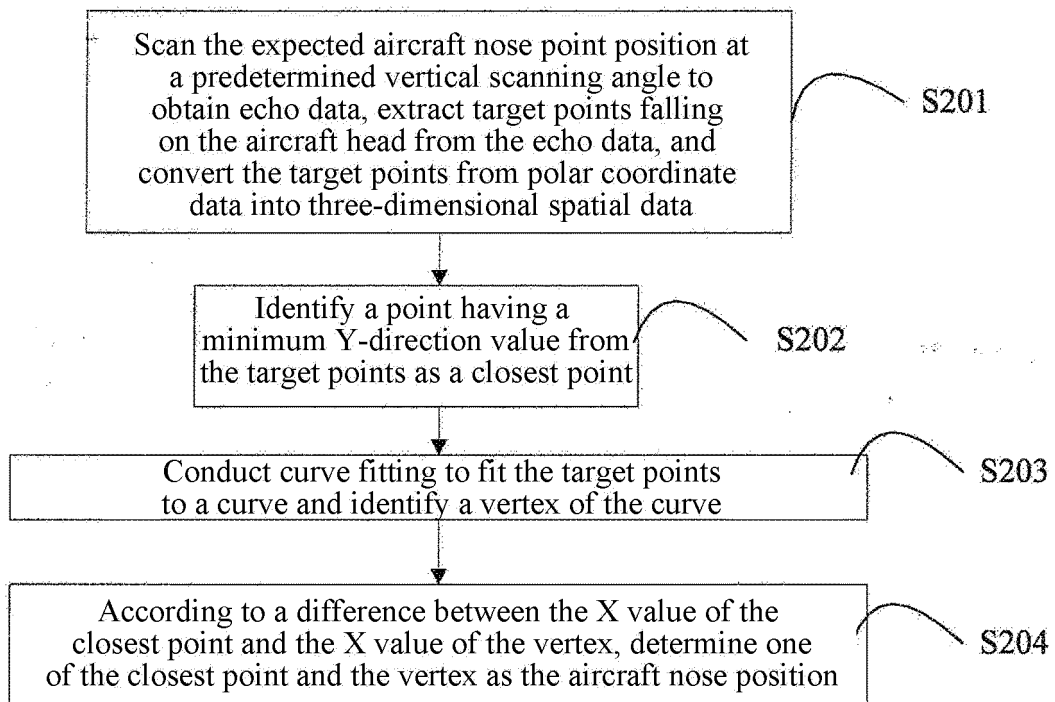 Scan the expected aircraft nose point position at
a predetermined vertical scanning angle to
obtain echo data, extract target points falling
on the aircraft head from the echo data, and
convert the target points from polar coordinate
data into three-dimensional spatial data
S201
Identify a point having a
minimum Y-direction value from
the target points as a closest point
S202
Conduct curve fitting to fit the target points
to a curve and identify a vertex of the curve
S203
According to a difference between the X value of the
closest point and the X value of the vertex, determine one
of the closest point and the vertex as the aircraft nose position
S204